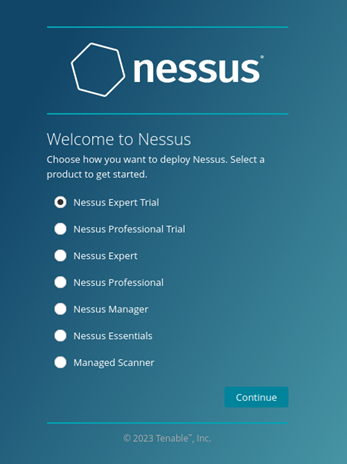 nessus
Welcome to Nessus
Choose how you want to deploy Nessus. Select a
product to get started.
Nessus Expert Trial
Nessus Professional Trial
Nessus Expert
Nessus Professional
Nessus Manager
Nessus Essentials
Managed Scanner
Continue
© 2023 Tenable™, Inc.